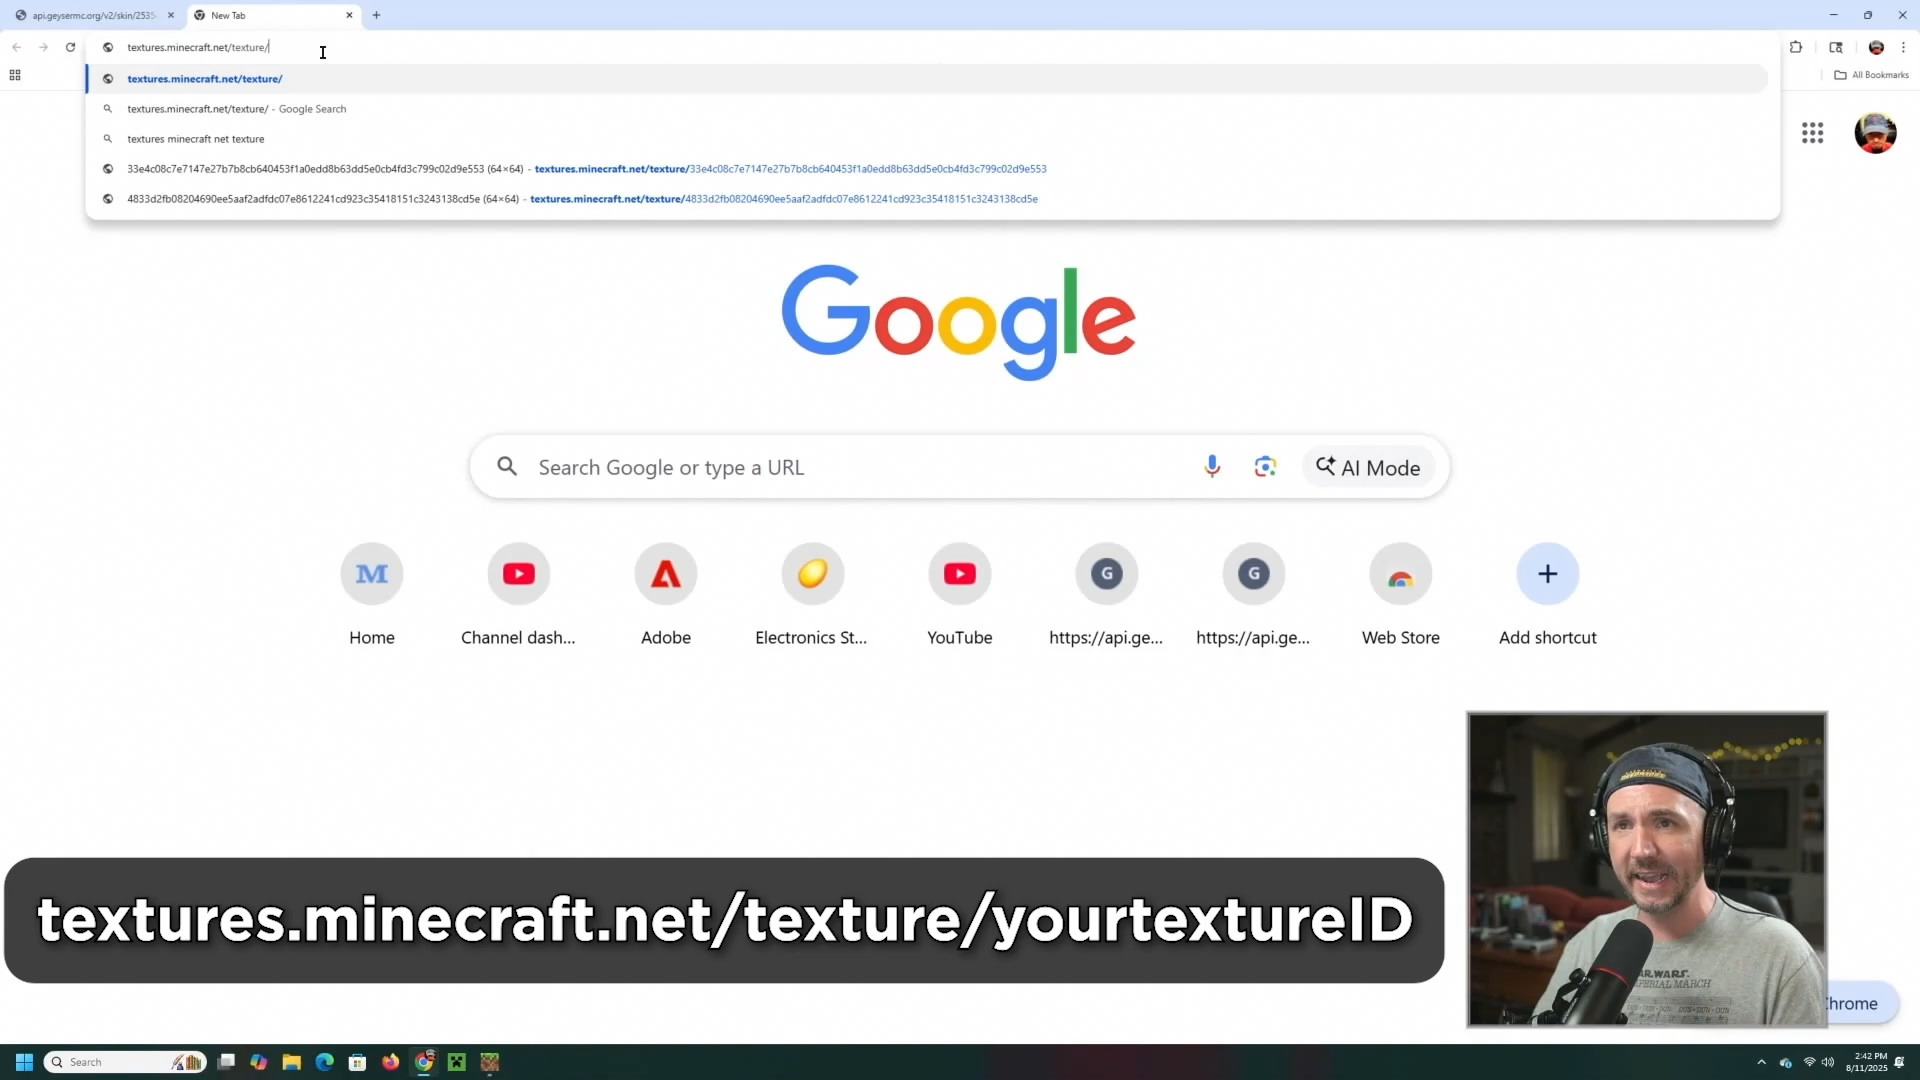 api.geysermc.org/v2/skin/2535
New Tab
textures.minecraft.net/texture/
All Bookmarks
textures.minecraft.net/texture/
textures.minecraft.net/texture/ - Google Search
textures minecraft net texture
33e4c08c7e7147e27b7b8cb640453f1a0edd8b63dd5e0cb4fd3c799c02d9e553 (64×64) - textures.minecraft.net/texture/33e4c08c7e7147e27b7b8cb640453f1a0edd8b63dd5e0cb4fd3c799c02d9e553
4833d2fb08204690ee5aaf2adfdc07e8612241cd923c35418151c3243138cd5e (64×64) - textures.minecraft.net/texture/4833d2fb08204690ee5aaf2adfdc07e8612241cd923c35418151c3243138cd5e
Google
Search Google or type a URL
AI Mode
M
G
G
Home
Channel dash...
Adobe
Electronics St...
YouTube
https://api.ge...
https://api.ge...
Web Store
Add shortcut
textures.minecraft.net/texture/yourtextureID
IMPERIAL MARCH
Chrome
Search
2:42 PM
8/11/2025